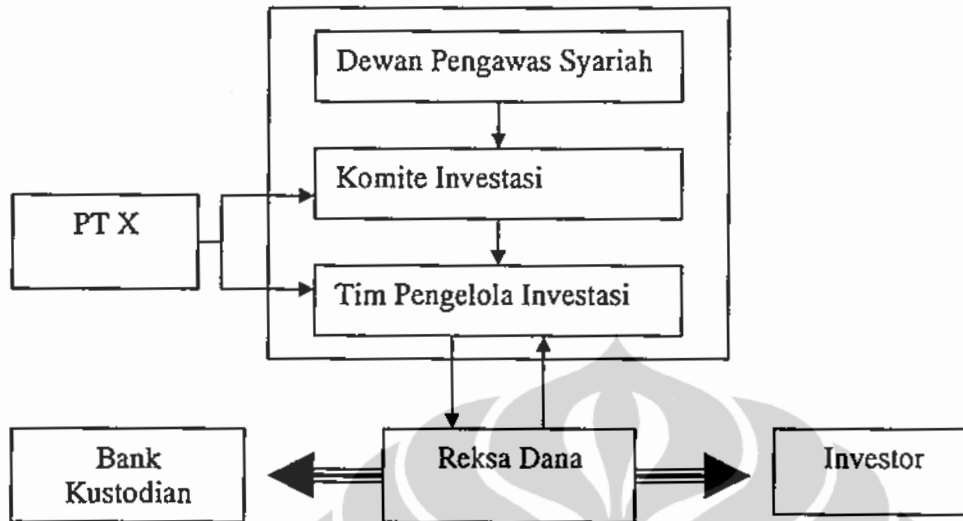 Dewan Pengawas Syariah
Komite Investasi
PT X
Tim Pengelola Investasi
Bank
Kustodian
Reksa Dana
Investor